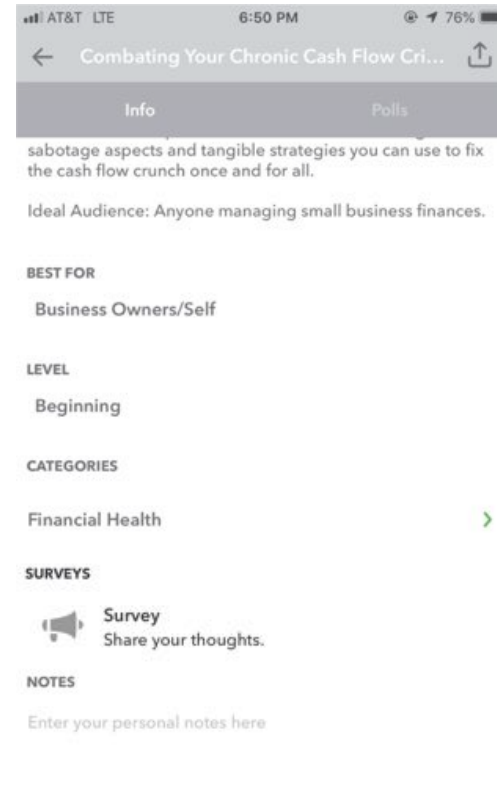 AT&T LTE 6:50 PM 76%
Combating Your Chronic Cash Flow Cri...
Info Polls
sabotage aspects and tangible strategies you can use to fix
the cash flow crunch once and for all.
Ideal Audience: Anyone managing small business finances.
BEST FOR
Business Owners/Self
LEVEL
Beginning
CATEGORIES
Financial Health
SURVEYS
Survey
Share your thoughts.
NOTES
Enter your personal notes here